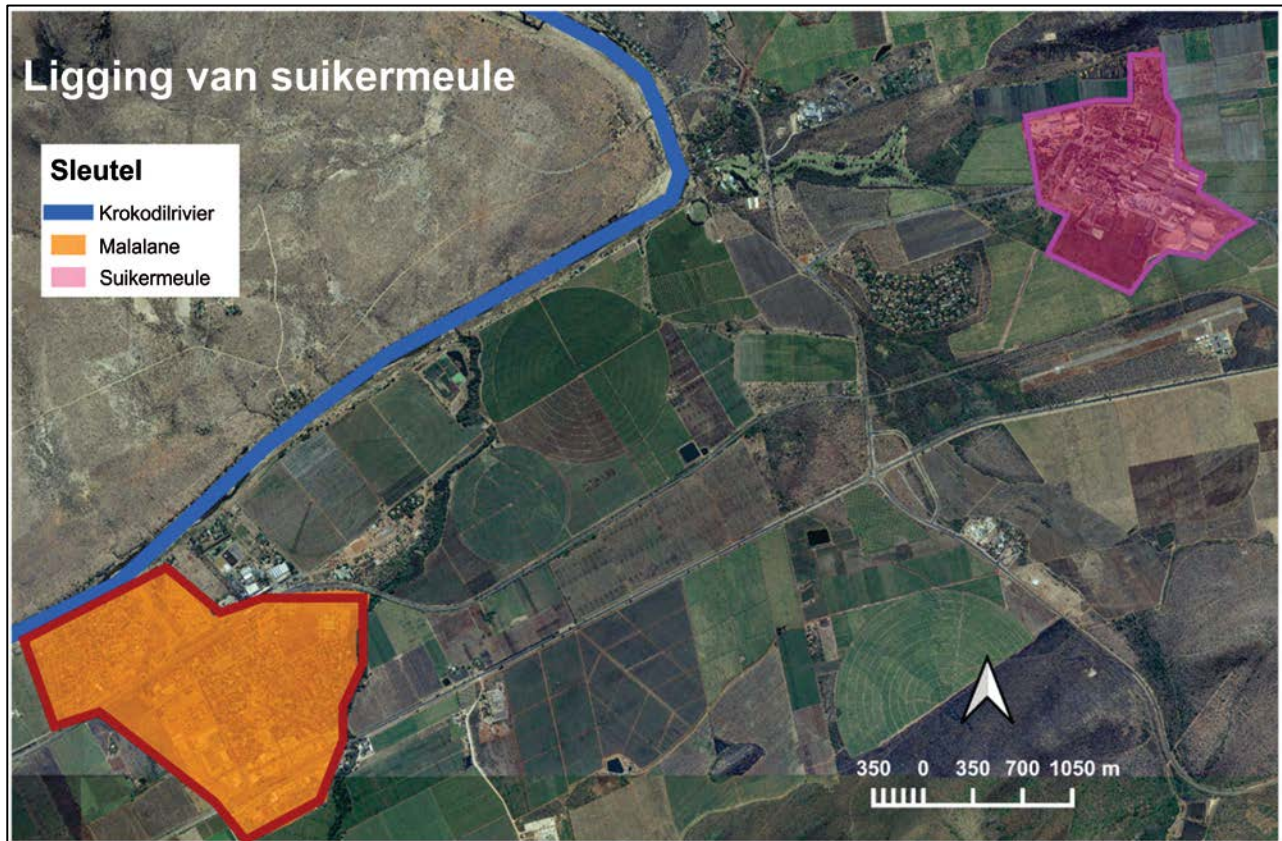 Ligging van suikermeule
Sleutel
Krokodilrivier
Malalane
Suikermeule
350 0 350 700 1050 m